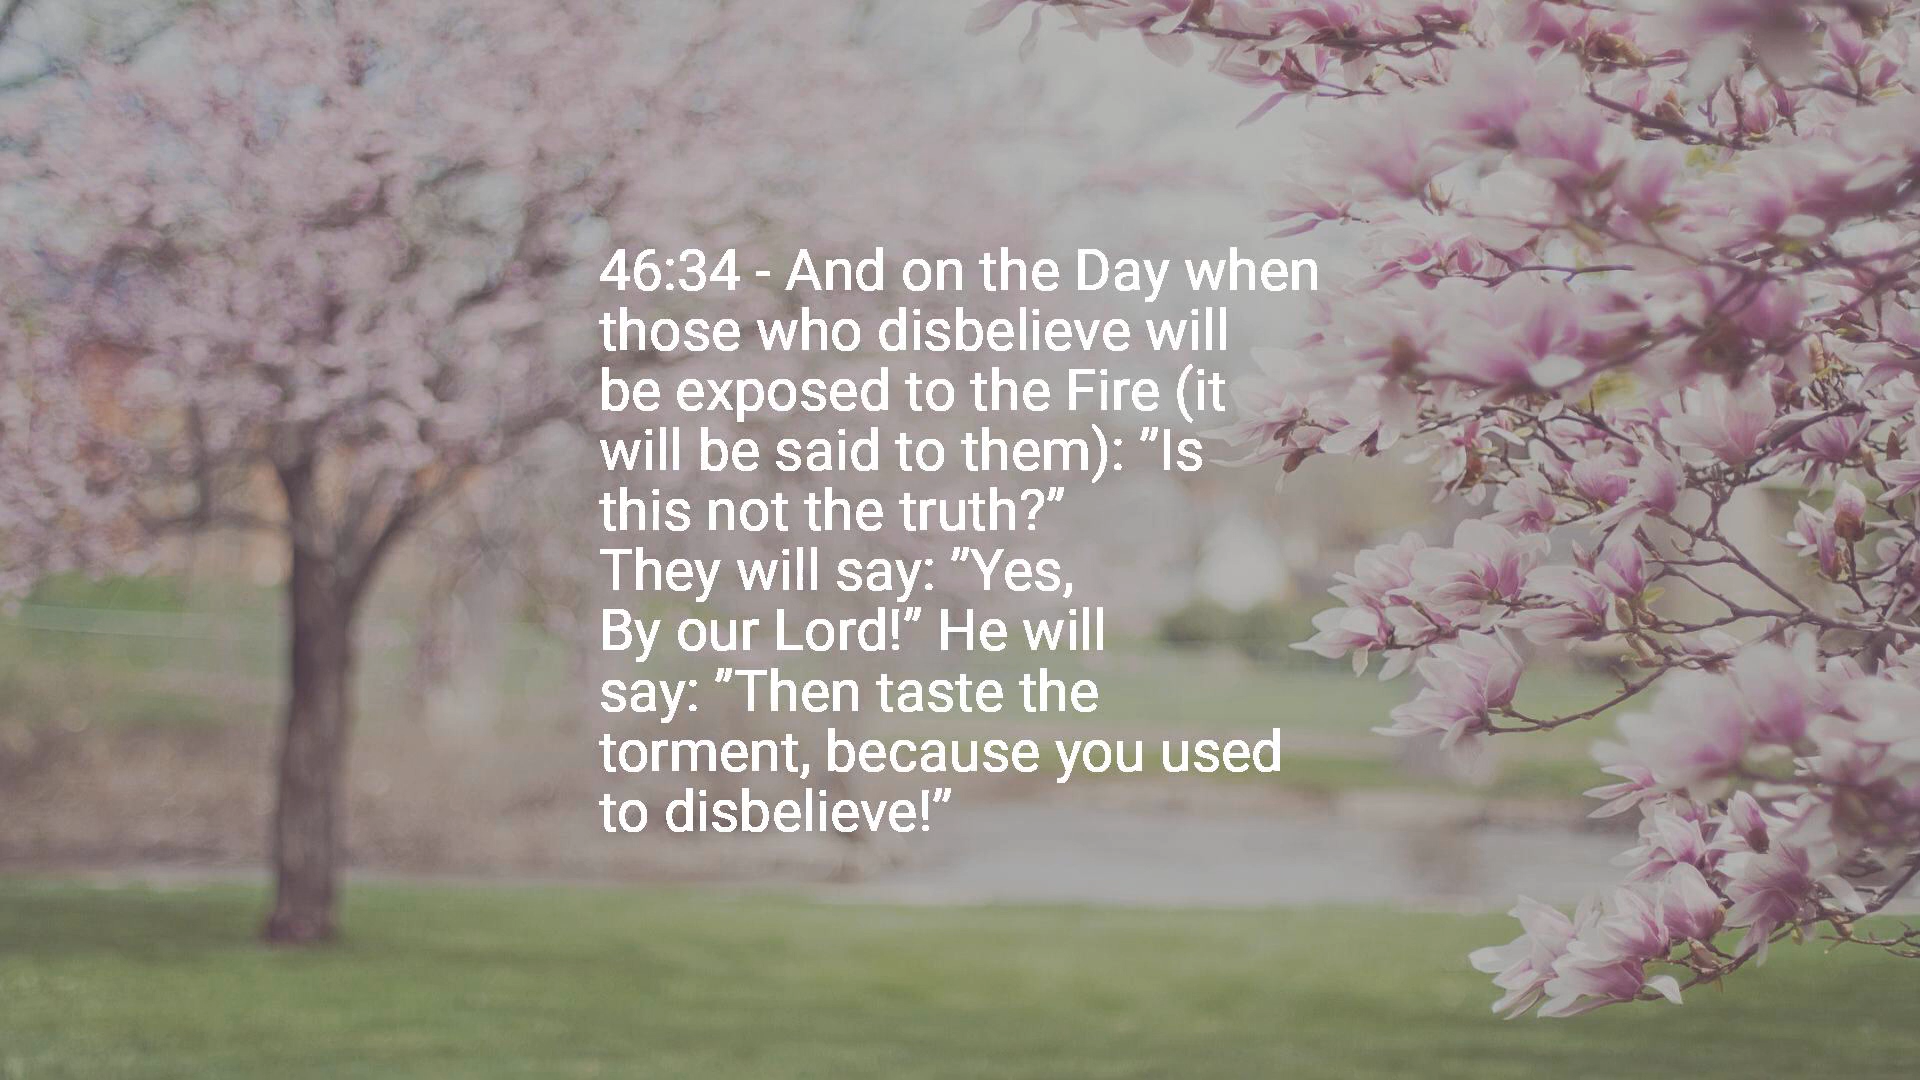 46:34 - And on the Day when
those who disbelieve will
be exposed to the Fire (it
will be said to them): ”Is
this not the truth?”
They will say: ”Yes,
By our Lord!” He will
say: ”Then taste the
torment, because you used
to disbelieve!”